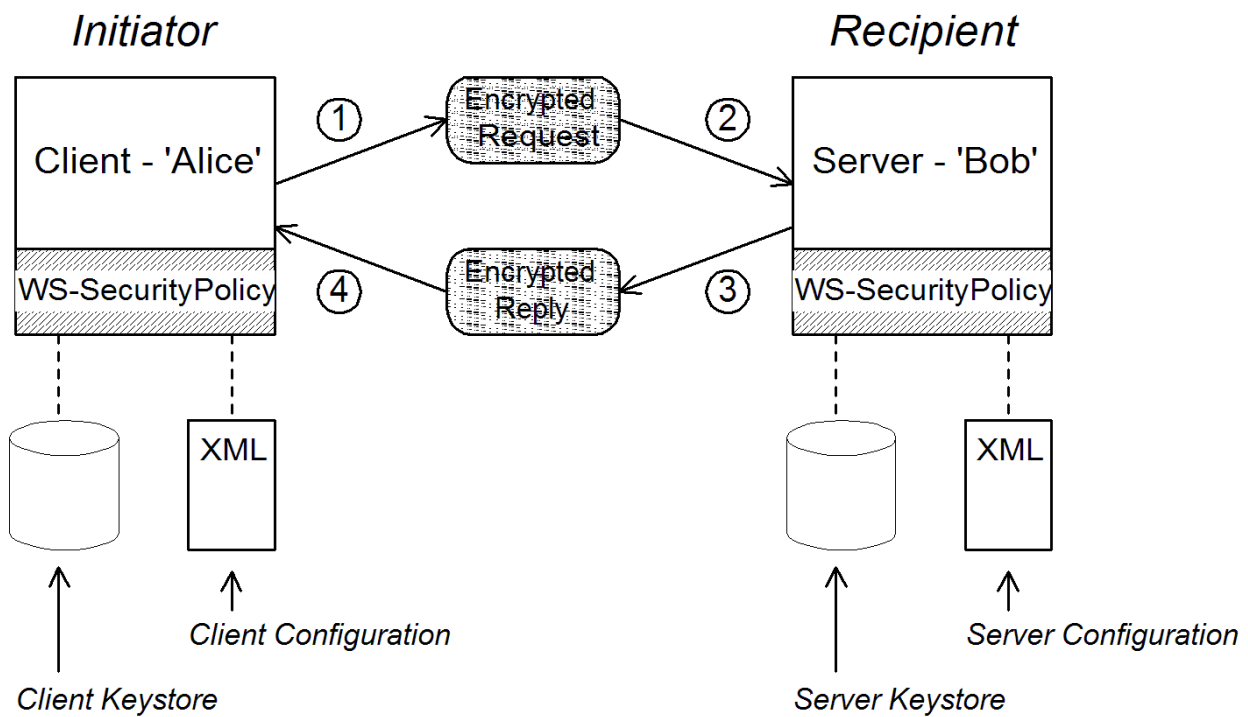 Initiator
Recipient
1
Encrypted
Request
2
Client - 'Alice'
Server - 'Bob'
WS-SecurityPolicy
4
Encrypted
Reply
3
WS-SecurityPolicy
XML
XML
Client Configuration
Server Configuration
Client Keystore
Server Keystore